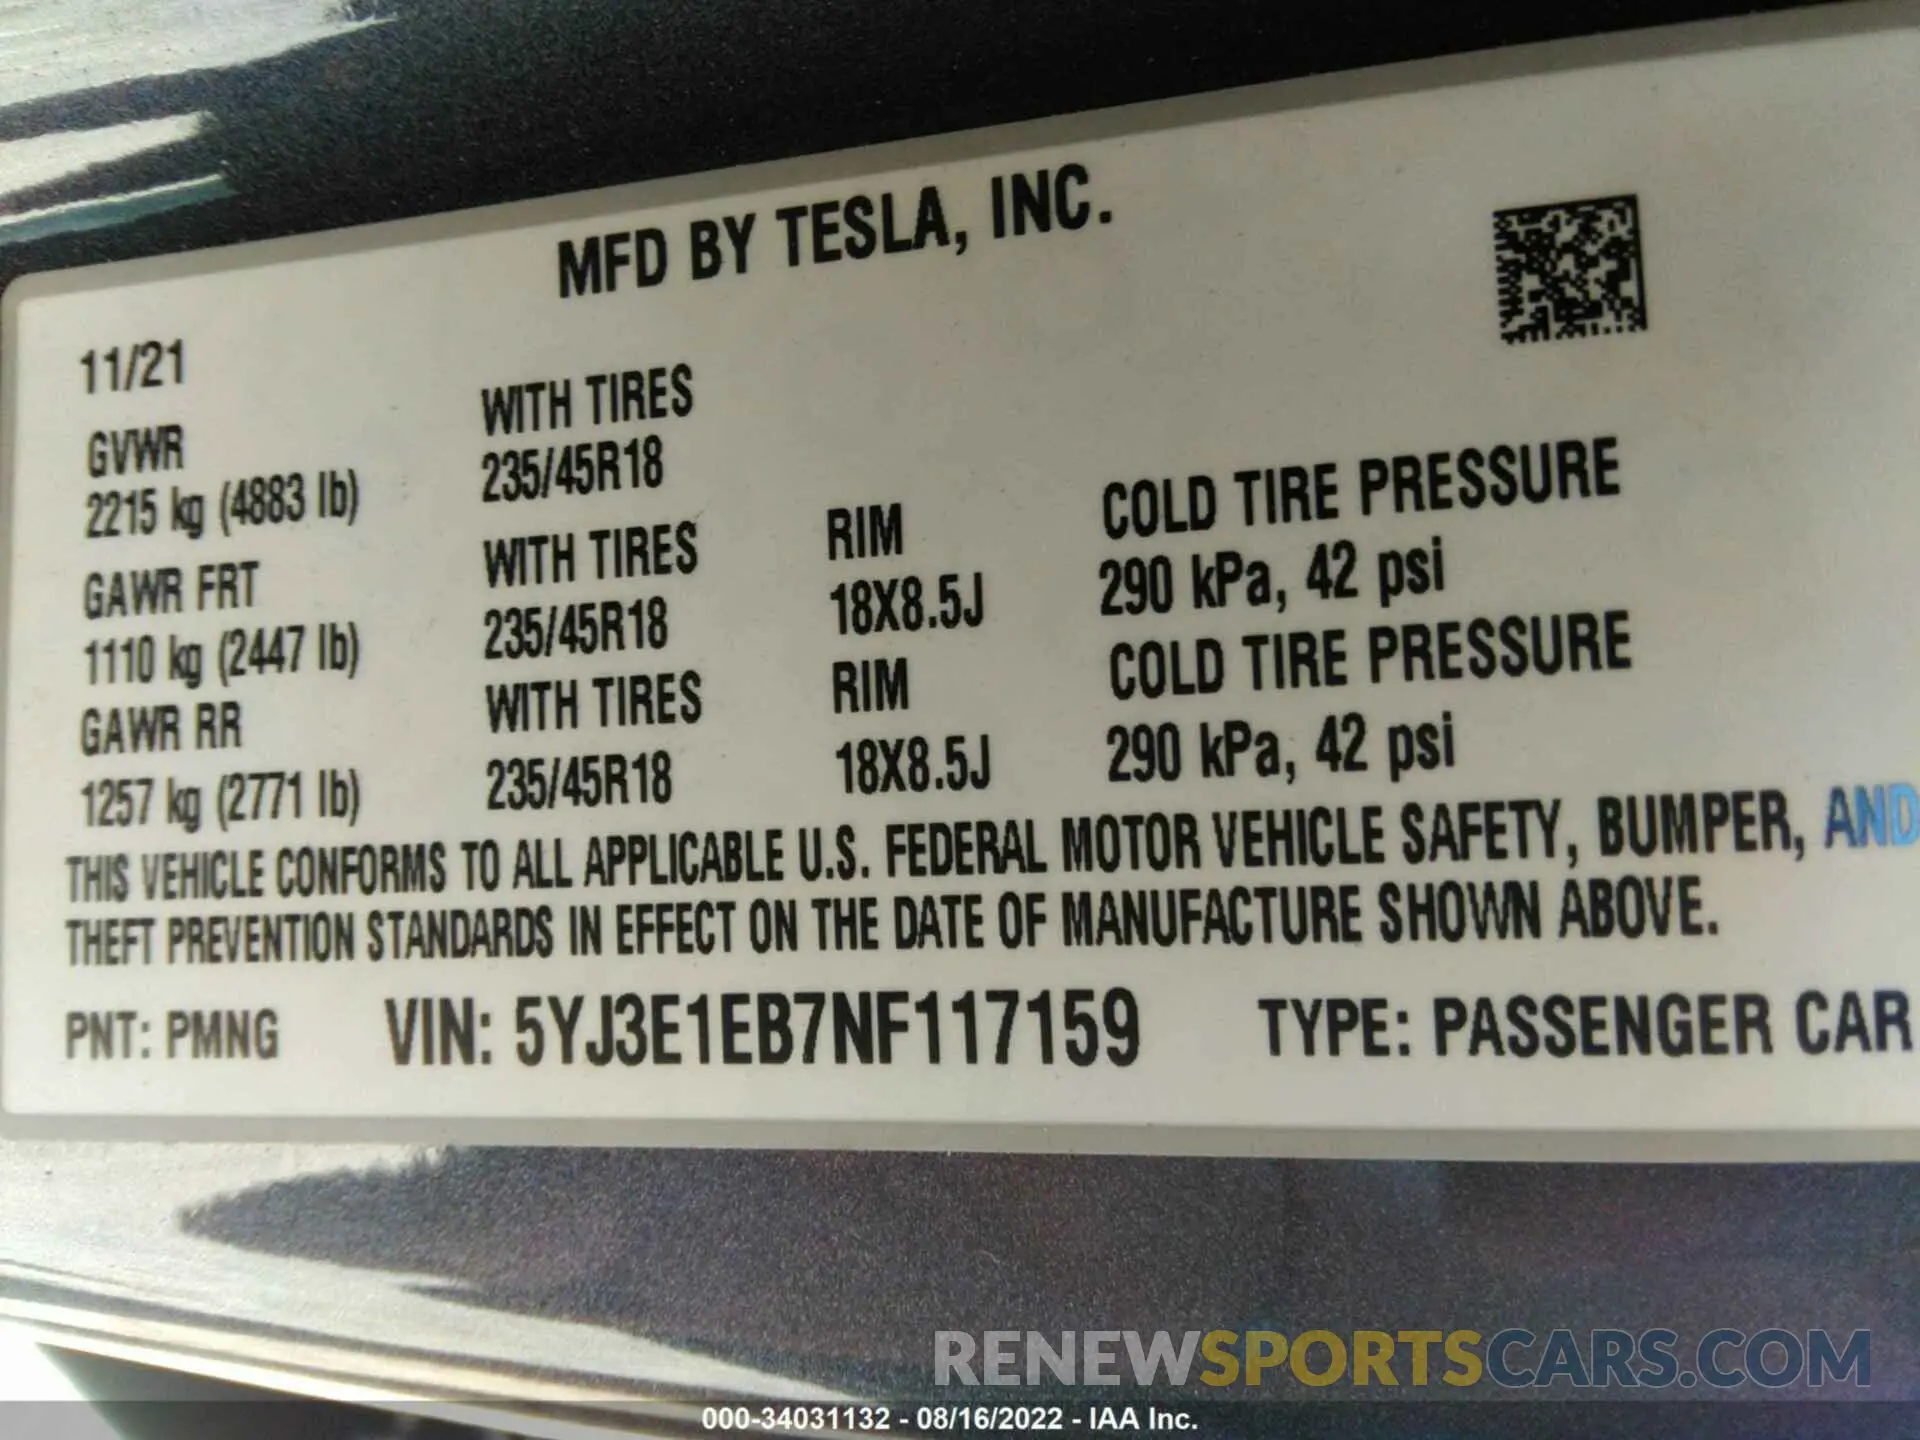 MFD BY TESLA, INC.
11/21
GVWR
2215 kg (4883 lb)
WITH TIRES
235/45R18
GAWR FRT
1110 kg (2447 lb)
WITH TIRES
235/45R18
RIM
18X8.5J
COLD TIRE PRESSURE
290 kPa, 42 psi
GAWR RR
1257 kg (2771 lb)
WITH TIRES
235/45R18
RIM
18X8.5J
COLD TIRE PRESSURE
290 kPa, 42 psi
THIS VEHICLE CONFORMS TO ALL APPLICABLE U.S. FEDERAL MOTOR VEHICLE SAFETY, BUMPER, AND
THEFT PREVENTION STANDARDS IN EFFECT ON THE DATE OF MANUFACTURE SHOWN ABOVE.
PNT: PMNG VIN: 5YJ3E1EB7NF117159 TYPE: PASSENGER CAR
RENEWSPORTSCARS.COM
000-34031132 - 08/16/2022 - IAA Inc.